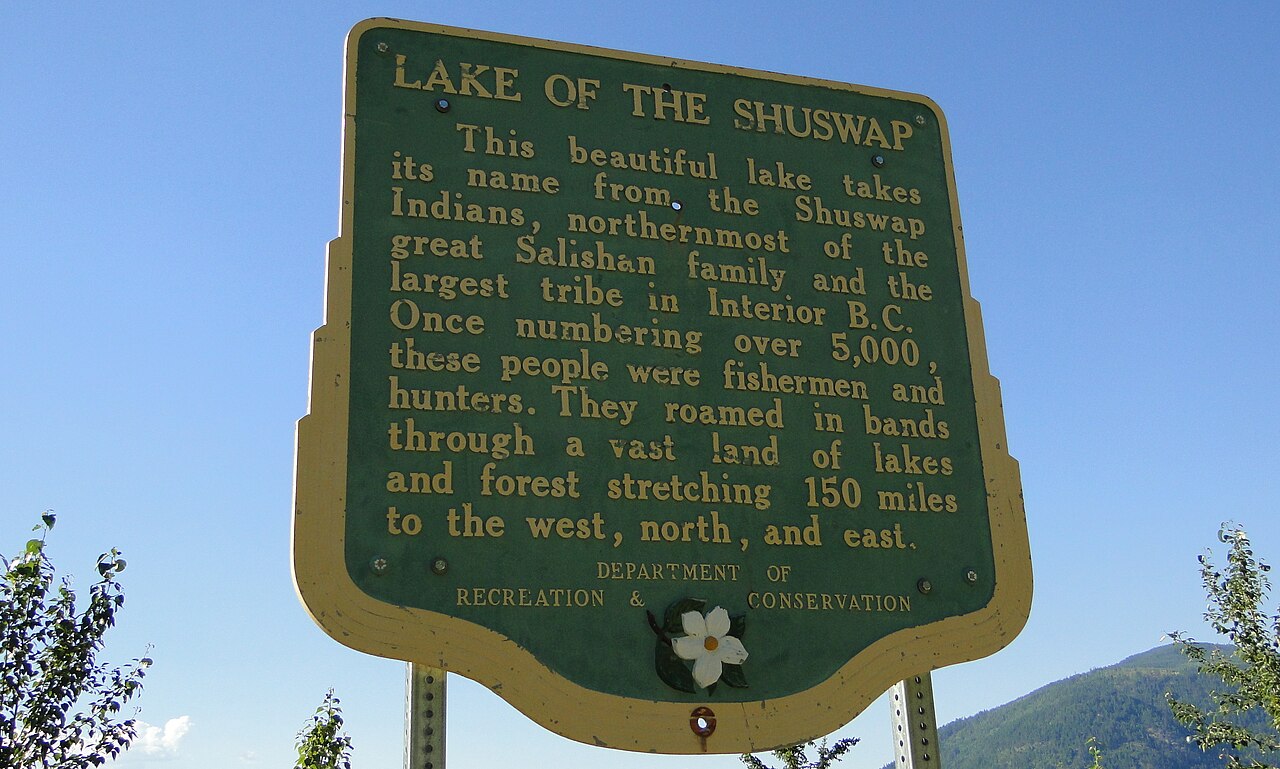 LAKE OF THE SHUSWAP
This beautiful lake takes
its name from the Shuswap
Indians, northernmost of the
great Salishan family and the
largest tribe in Interior B.C.
Once numbering over 5,000,
these people were fishermen and
hunters. They roamed in bands
through a vast land of lakes
and forest stretching 150 miles
to the west, north, and east.
DEPARTMENT OF
RECREATION & CONSERVATION